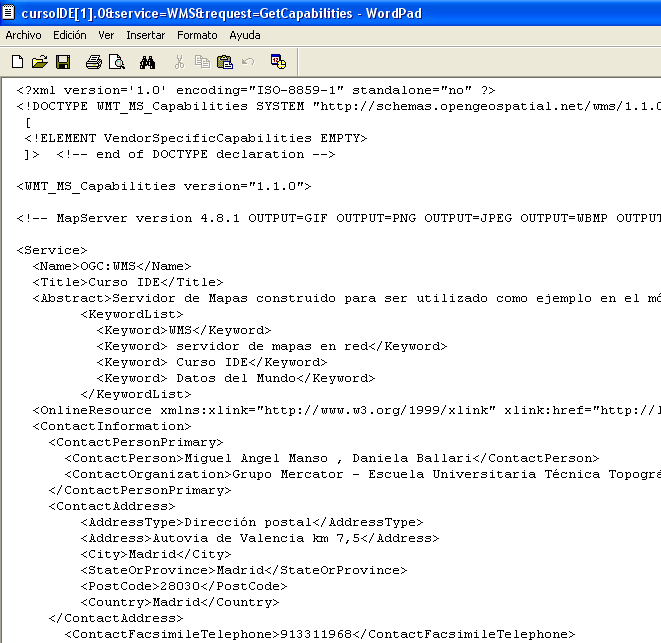 cursoIDE[1].0&service=WMS&request=GetCapabilities - WordPad
Archivo Edición Ver Insertar Formato Ayuda
<?xml version='1.0' encoding="ISO-8859-1" standalone="no" ?>
<!DOCTYPE WMT_MS_Capabilities SYSTEM "http://schemas.opengeospatial.net/wms/1.1.0
[
<!ELEMENT VendorSpecificCapabilities EMPTY>
]> <!-- end of DOCTYPE declaration -->
<WMT_MS_Capabilities version="1.1.0">
<!-- MapServer version 4.8.1 OUTPUT=GIF OUTPUT=PNG OUTPUT=JPEG OUTPUT=WBMP OUTPUT
<Service>
<Name>OGC:WMS</Name>
<Title>Curso IDE</Title>
<Abstract>Servidor de Mapas construido para ser utilizado como ejemplo en el mó
<KeywordList>
<Keyword>WMS</Keyword>
<Keyword> servidor de mapas en red</Keyword>
<Keyword> Curso IDE</Keyword>
<Keyword> Datos del Mundo</Keyword>
</KeywordList>
<OnlineResource xmlns:xlink="http://www.w3.org/1999/xlink" xlink:href="http://
<ContactInformation>
<ContactPersonPrimary>
<ContactPerson>Miguel Angel Manso , Daniela Ballari</ContactPerson>
<ContactOrganization>Grupo Mercator - Escuela Universitaria Técnica Topográ
</ContactPersonPrimary>
<ContactAddress>
<AddressType>Dirección postal</AddressType>
<Address>Autovia de Valencia km 7,5</Address>
<City>Madrid</City>
<StateOrProvince>Madrid</StateOrProvince>
<PostCode>28030</PostCode>
<Country>Madrid</Country>
</ContactAddress>
<ContactFacsimileTelephone>913311968</ContactFacsimileTelephone>